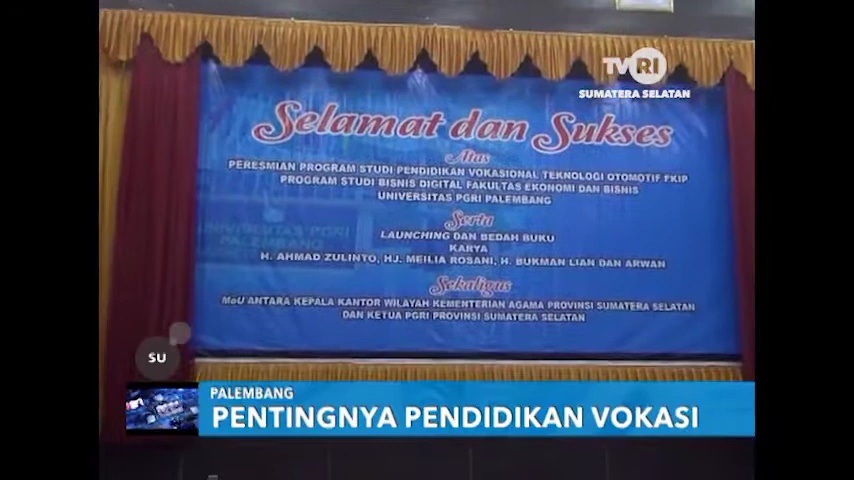 TVRI
SUMATERA SELATAN
Selamat dan Sukses
Atas
PERESMIAN PROGRAM STUDI PENDIDIKAN VOKASIONAL TEKNOLOGI OTOMOTIF FKIP
PROGRAM STUDI BISNIS DIGITAL FAKULTAS EKONOMI DAN BISNIS
UNIVERSITAS PGRI PALEMBANG
Serta
LAUNCHING DAN BEDAH BUKU
KARYA
H. AHMAD ZULINTO, HJ. MEILIA ROSANI, H. BUKMAN LIAN DAN ARWAN
Sekaligus
MoU ANTARA KEPALA KANTOR WILAYAH KEMENTERIAN AGAMA PROVINSI SUMATERA SELATAN
DAN KETUA PGRI PROVINSI SUMATERA SELATAN
UNIVERSITAS PGRI
PALEMBANG
SU
PALEMBANG
PENTINGNYA PENDIDIKAN VOKASI